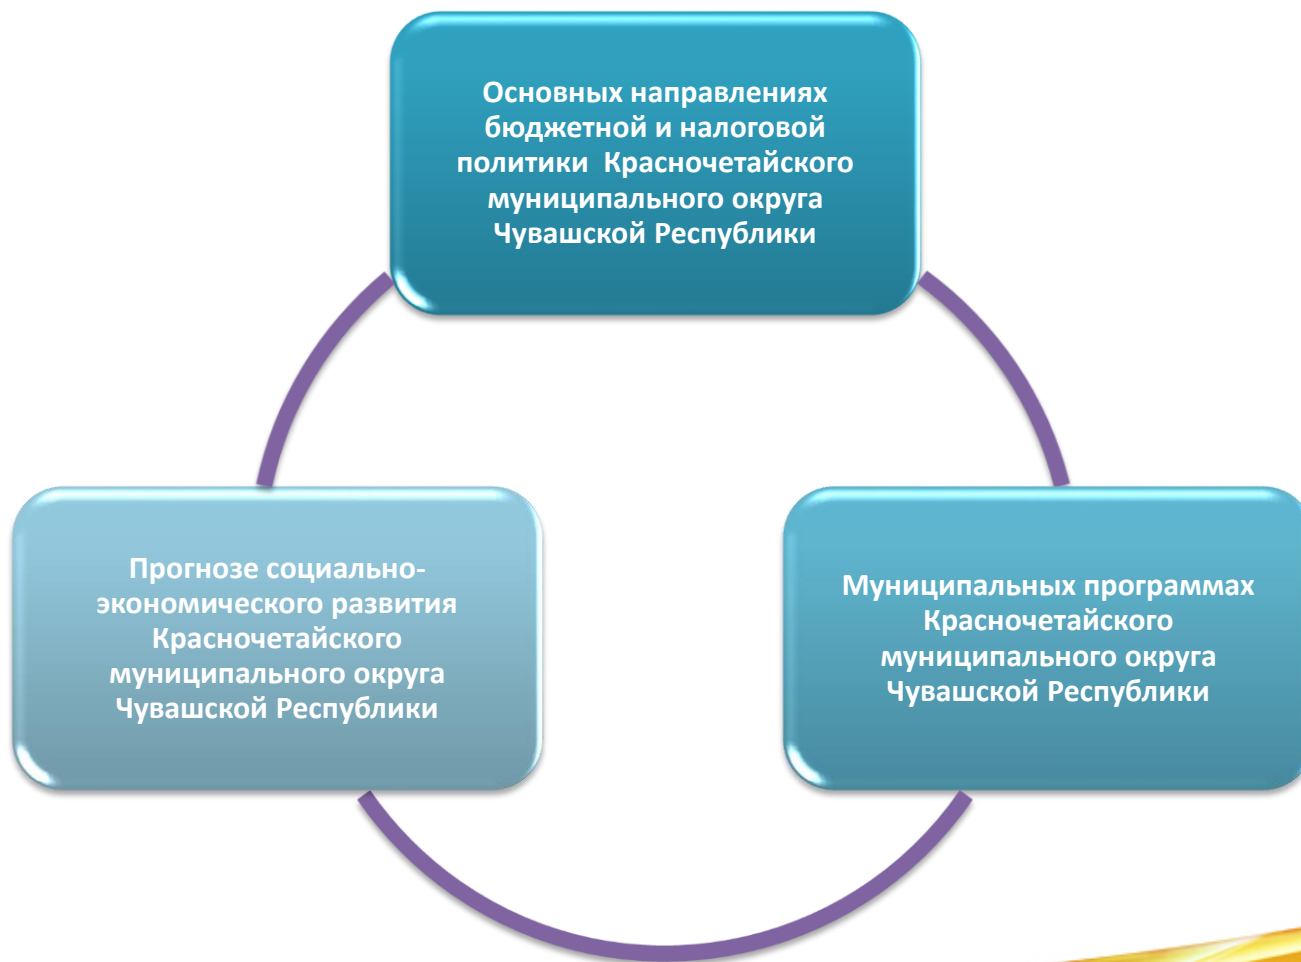 Основных направлениях
бюджетной и налоговой
политики Красночетайского
муниципального округа
Чувашской Республики
Прогнозе социально-
экономического развития
Красночетайского
муниципального округа
Чувашской Республики
Муниципальных программах
Красночетайского
муниципального округа
Чувашской Республики